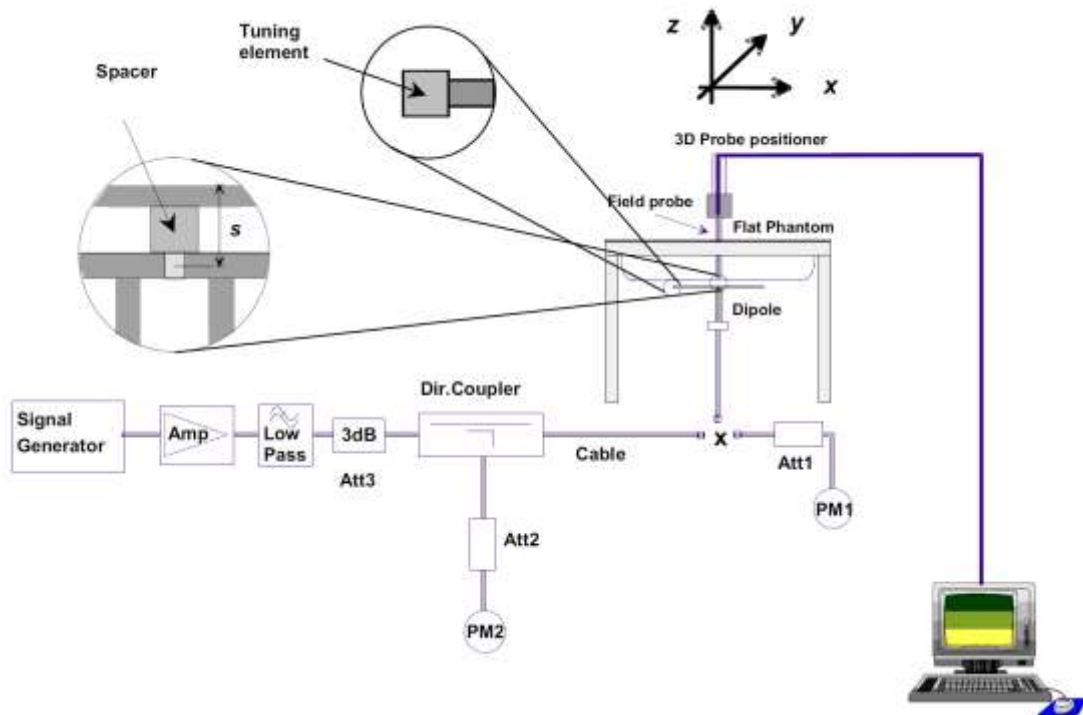 Tuning
element
z
y
x
Spacer
3D Probe positioner
Field probe
Flat Phantom
s
Dipole
Dir.Coupler
Signal
Generator
Amp
Low
Pass
3dB
Att3
Cable
x
Att1
PM1
Att2
PM2